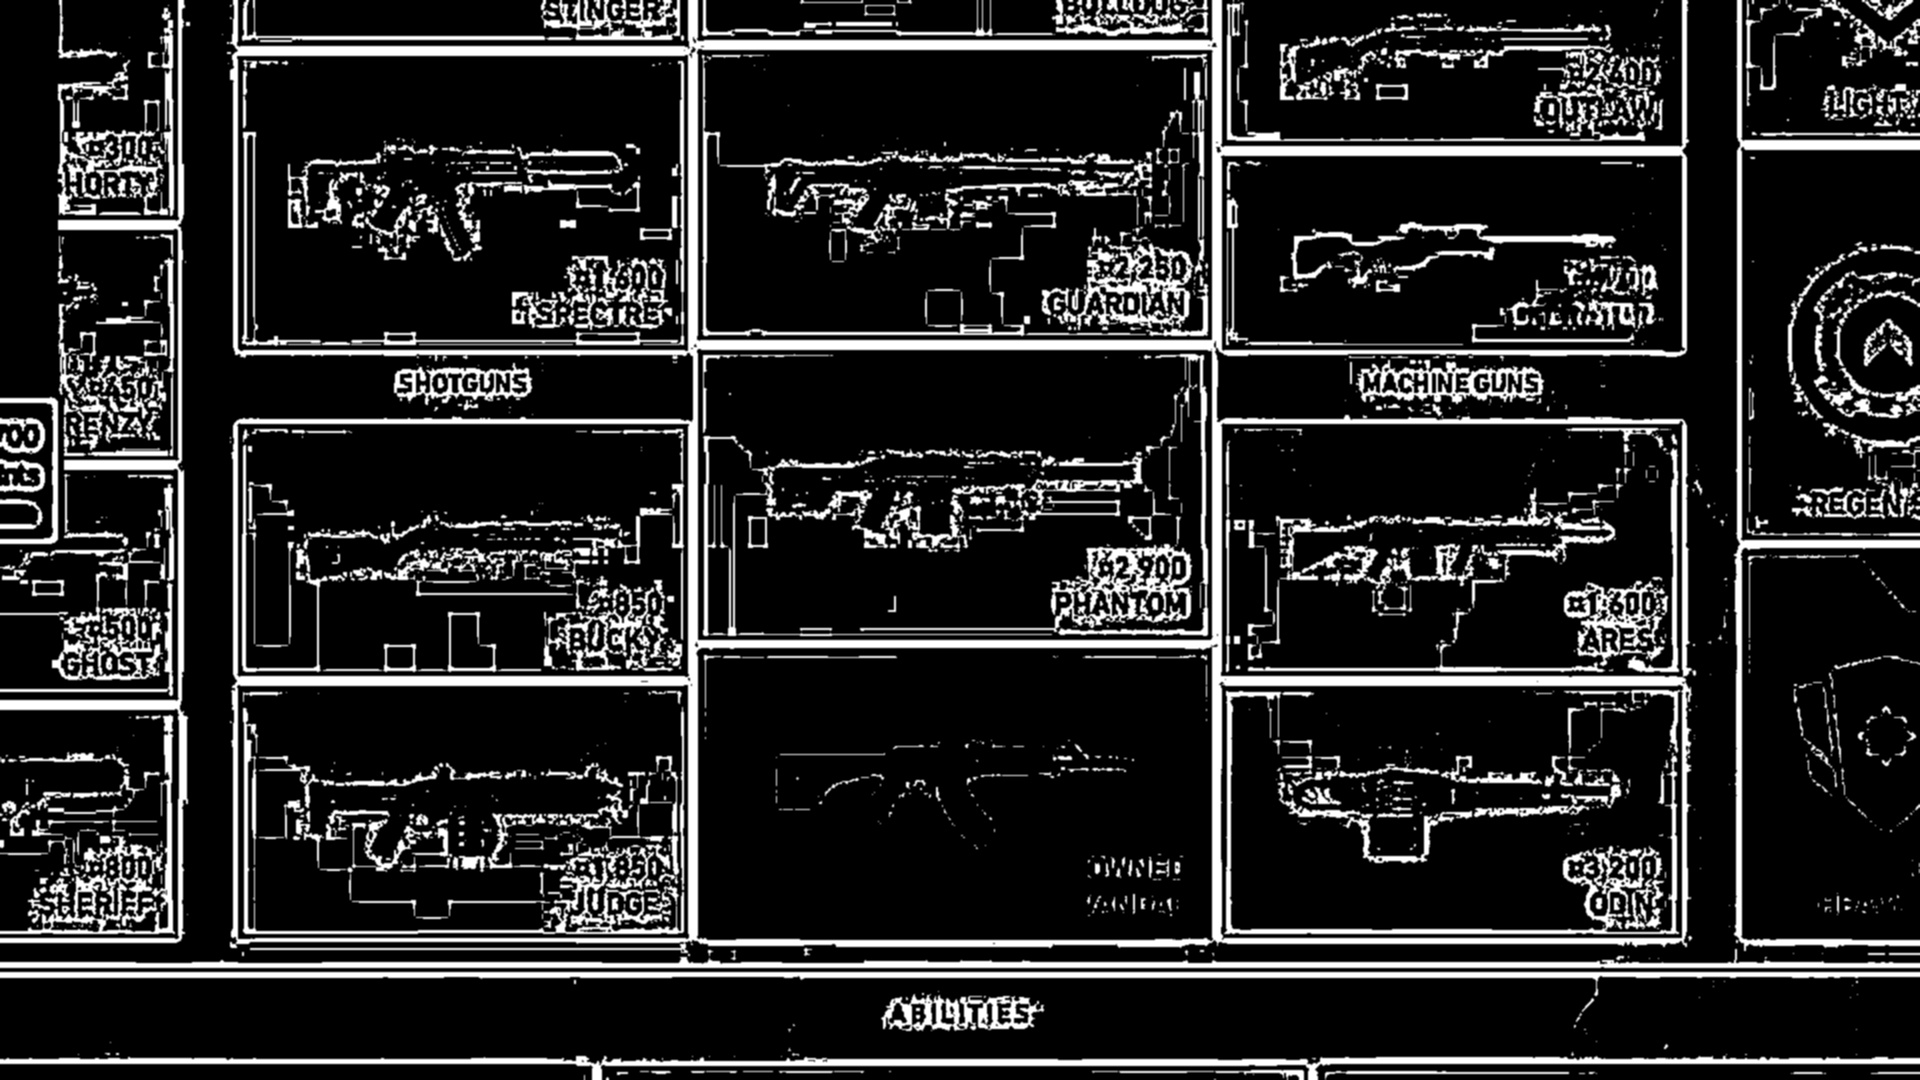 STINGER
BULLDOG
¤300
HORTY
¤1,600
SPECTRE
¤2,250
GUARDIAN
¤2,400
OUTLAW
LIGHT
OPERATOR
¤450
RENZY
SHOTGUNS
MACHINE GUNS
REGEN
¤500
GHOST
¤850
BUCKY
¤2,900
PHANTOM
¤1,600
ARES
¤800
SHERIFF
¤1,850
JUDGE
OWNED
VANDAL
¤3,200
ODIN
HEAVY
ABILITIES